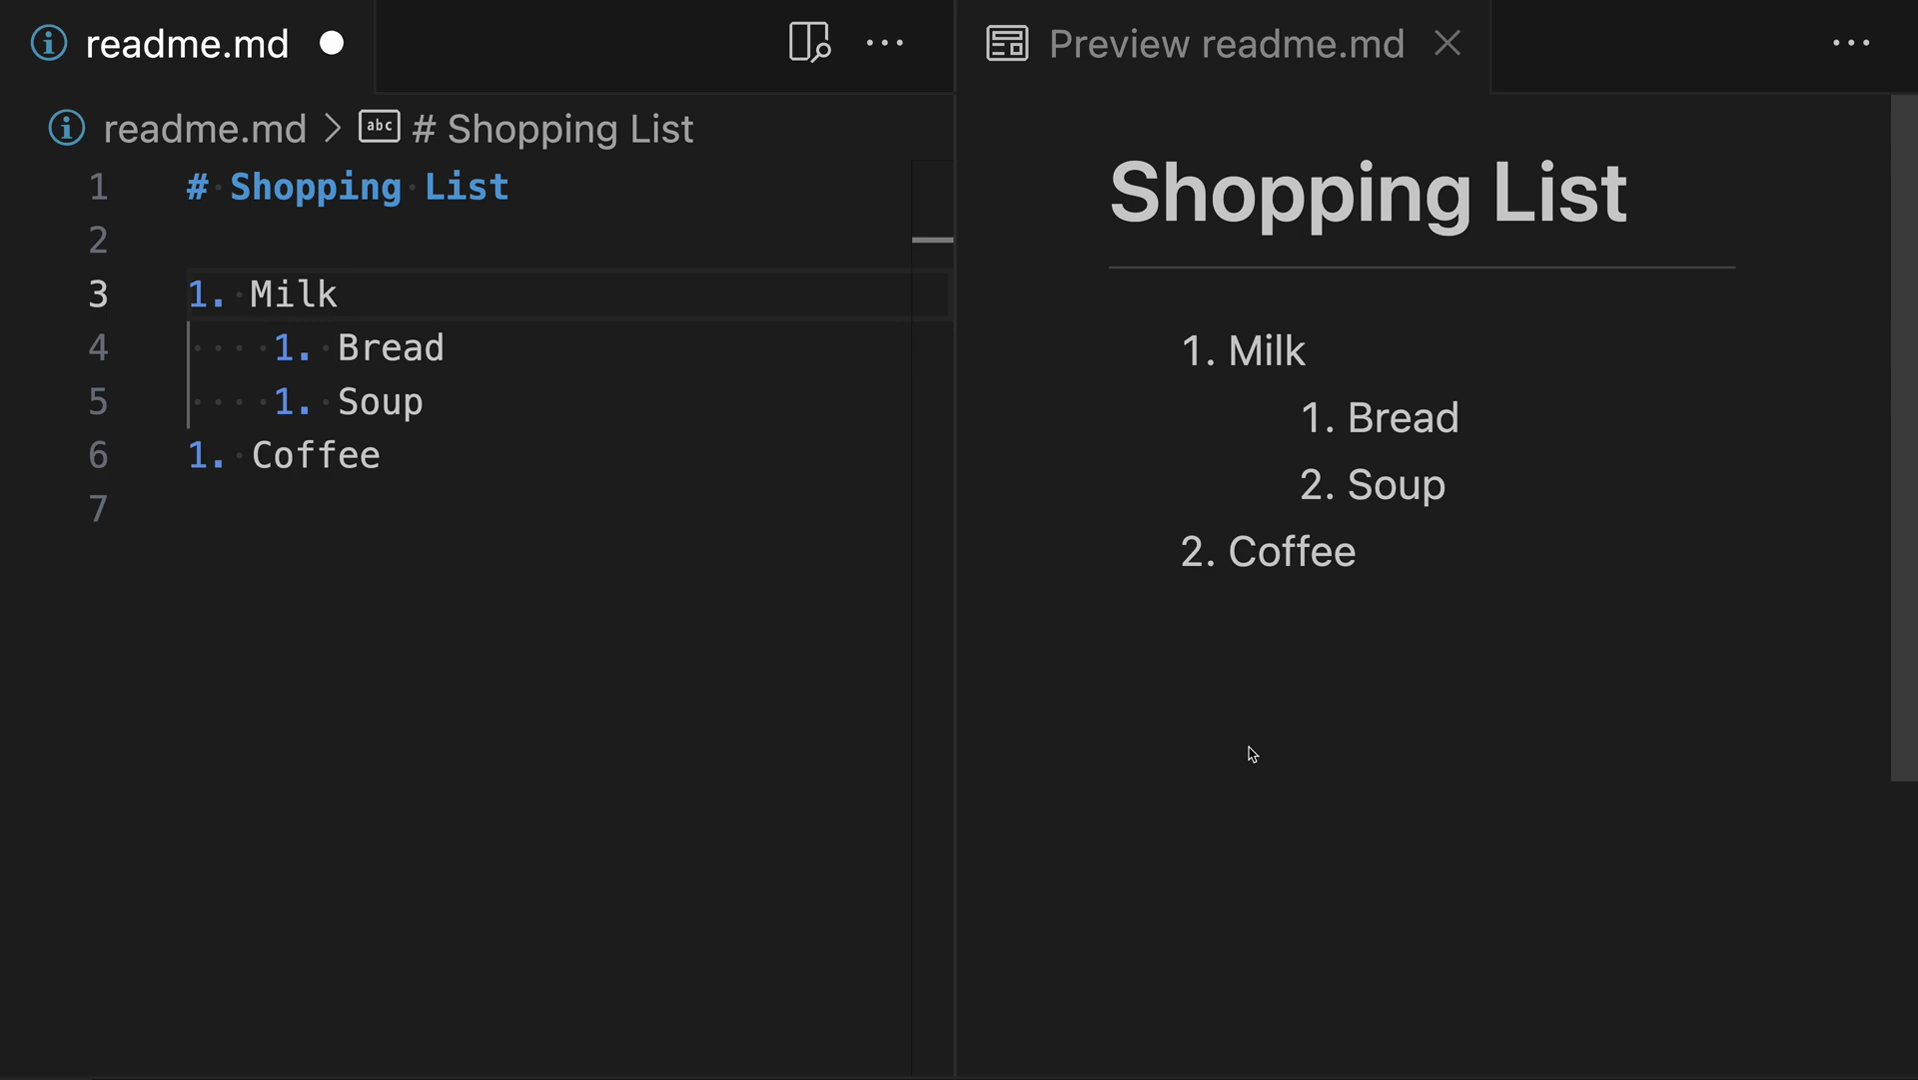 readme.md
Preview readme.md
readme.md > abc # Shopping List
1 # Shopping List
2
3 1. Milk
4 1. Bread
5 1. Soup
6 1. Coffee
7
Shopping List
1. Milk
1. Bread
2. Soup
2. Coffee